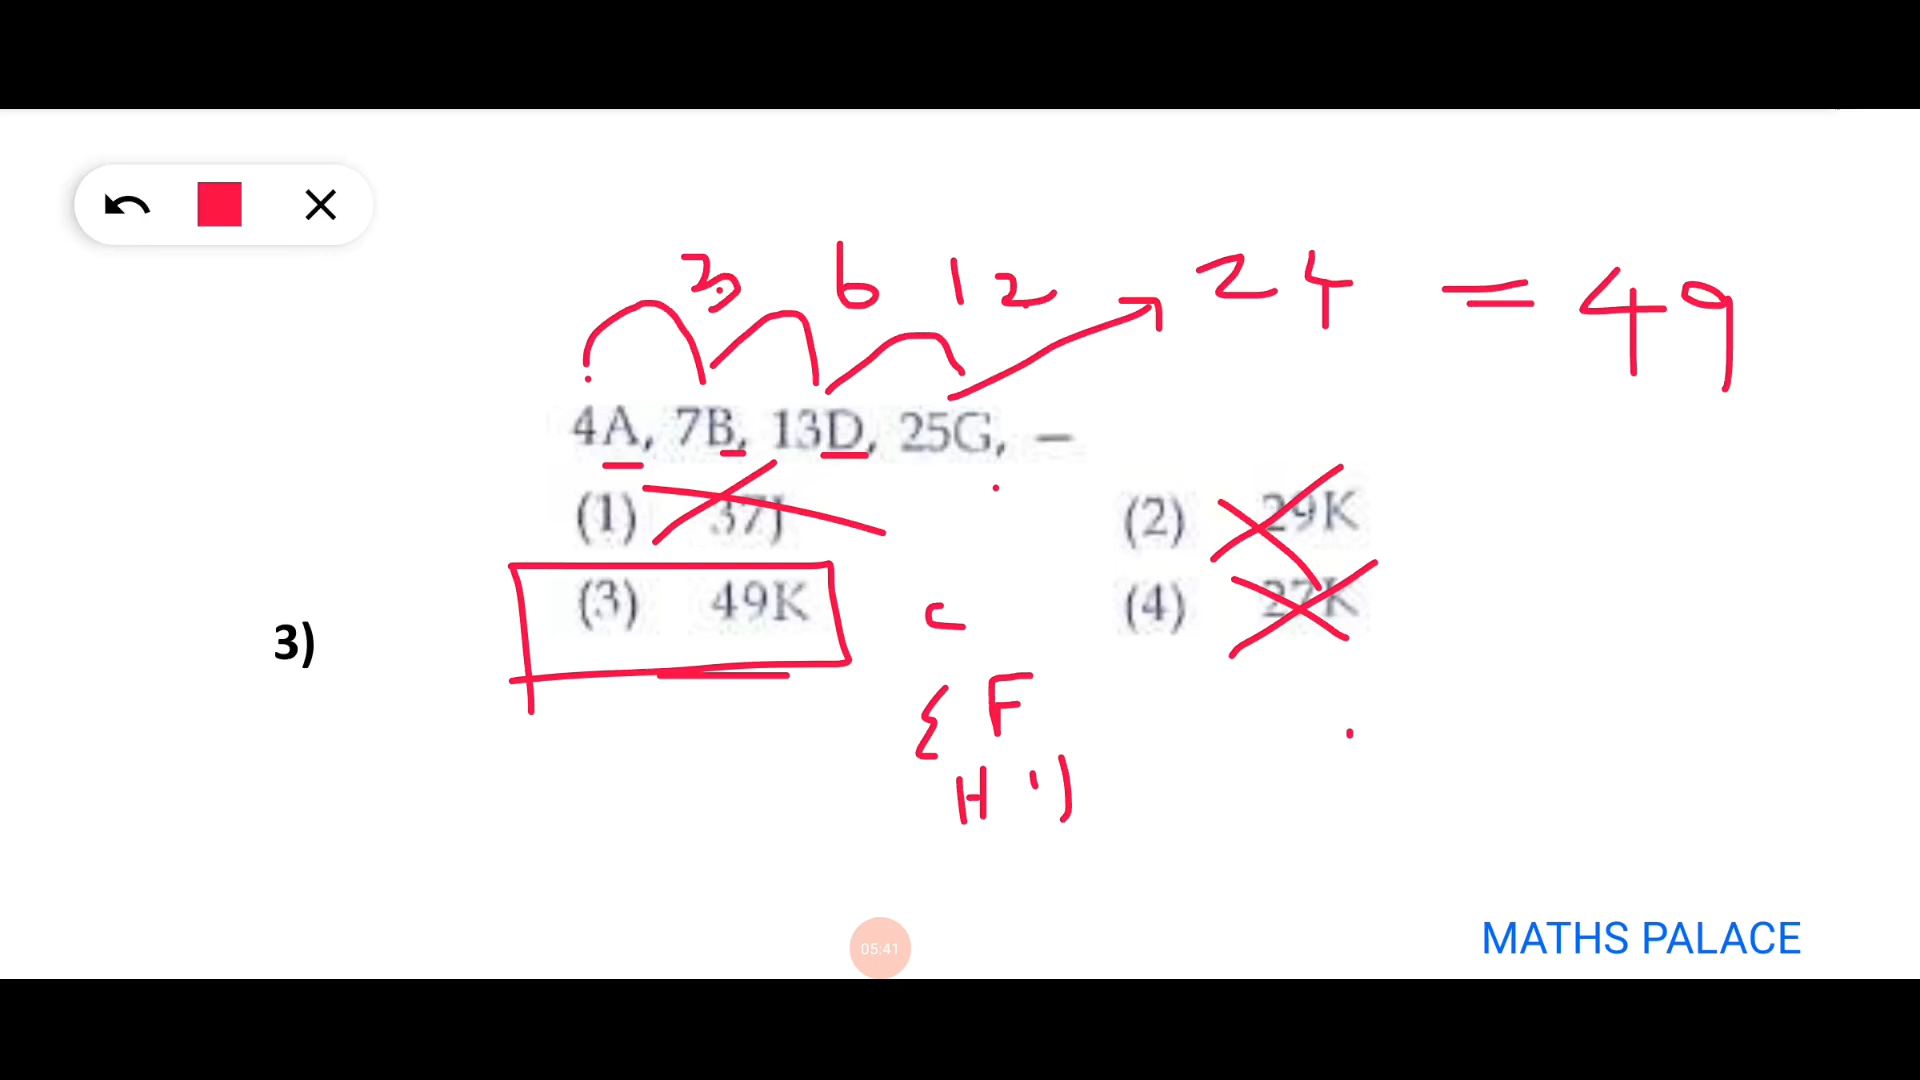 3 6 12 24 = 49
4A, 7B, 13D, 25G, –
(1) 37J (2) 29K
(3) 49K (4) 27K
3)
C
F
H
MATHS PALACE
05:41